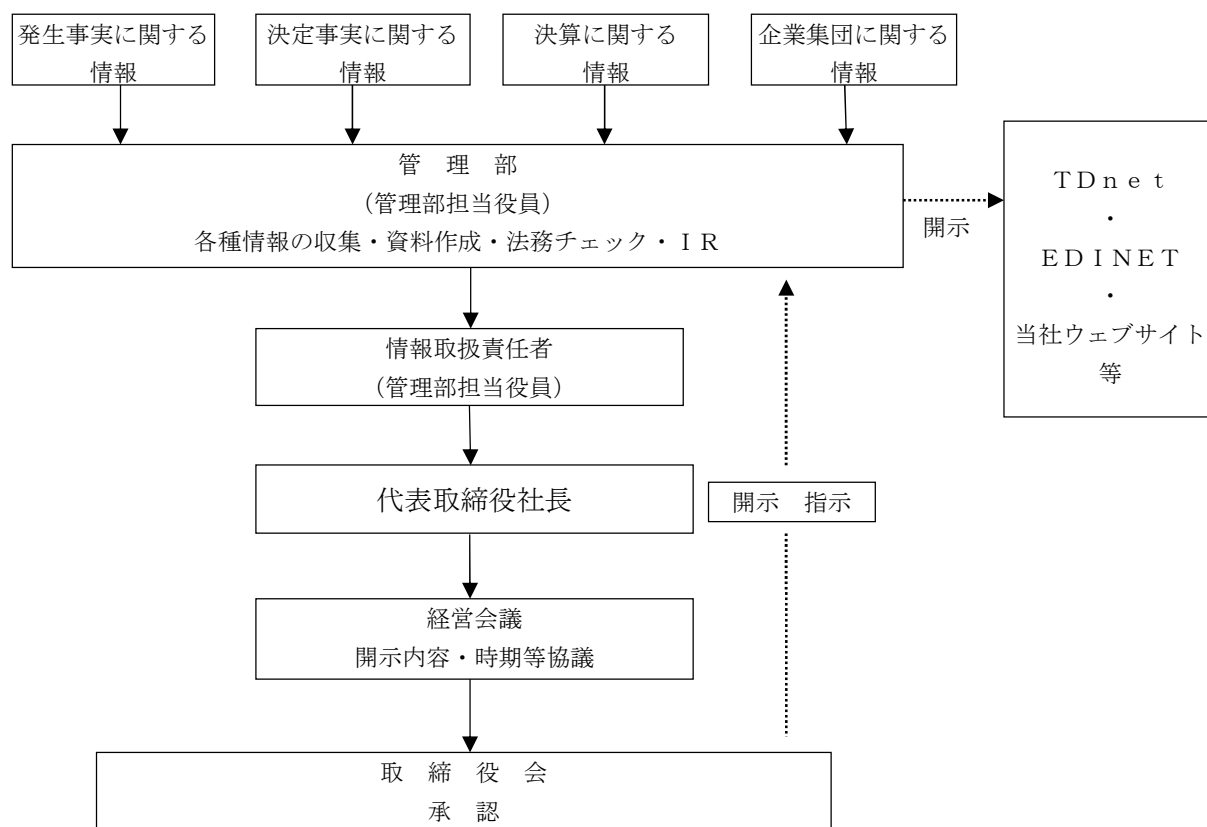 発生事実に関する
情報
決定事実に関する
情報
決算に関する
情報
企業集団に関する
情報
管　理　部
（管理部担当役員）
各種情報の収集・資料作成・法務チェック・ＩＲ
開示
ＴＤｎｅｔ
・
ＥＤＩＮＥＴ
・
当社ウェブサイト
等
情報取扱責任者
（管理部担当役員）
代表取締役社長
開示　指示
経営会議
開示内容・時期等協議
取　締　役　会
承　認